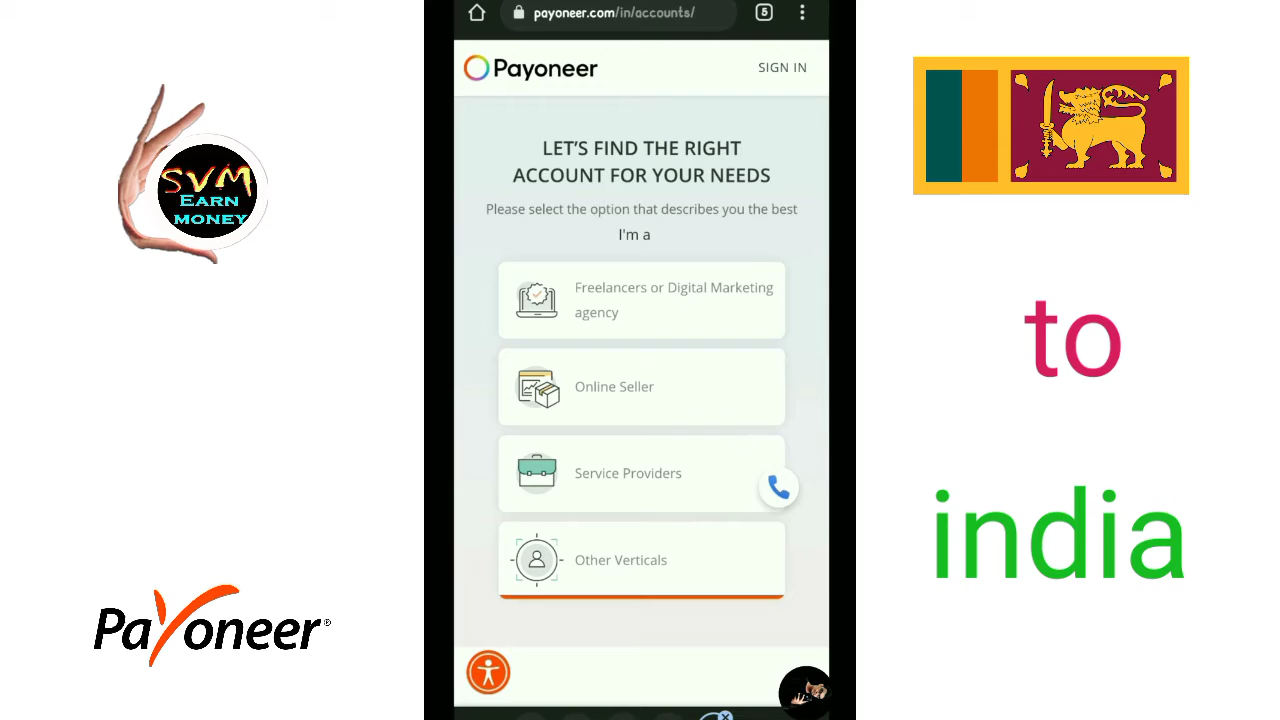 SVM
EARN
MONEY
Payoneer®
payoneer.com/in/accounts/
5
Payoneer
SIGN IN
LET’S FIND THE RIGHT
ACCOUNT FOR YOUR NEEDS
Please select the option that describes you the best
I'm a
Freelancers or Digital Marketing
agency
Online Seller
Service Providers
Other Verticals
to
india